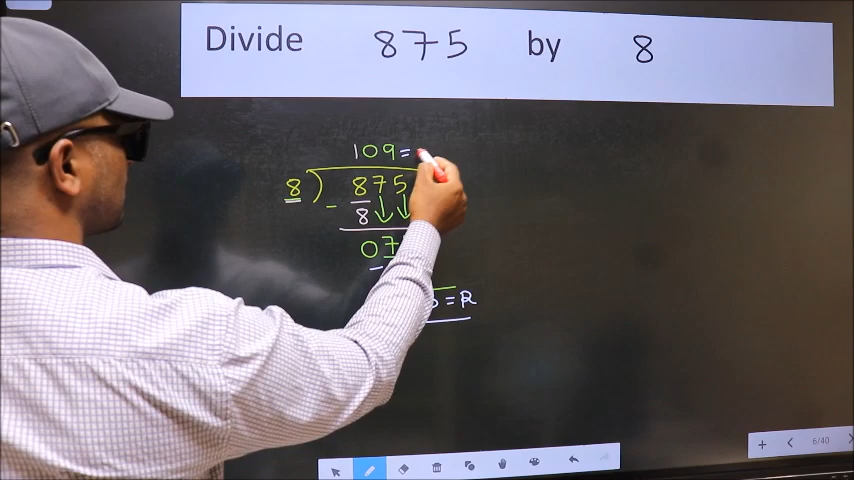 Divide 875 by 8
109 =
8 ) 875
- 8 ↓ ↓
07
-
= R
6/40